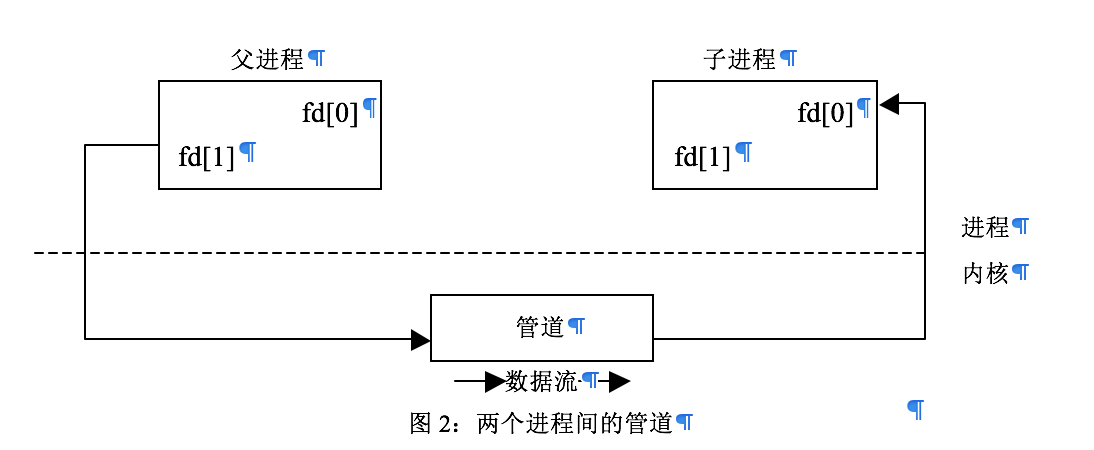 父进程
子进程
fd[0]
fd[1]
fd[0]
fd[1]
进程
内核
管道
数据流
图 2：两个进程间的管道